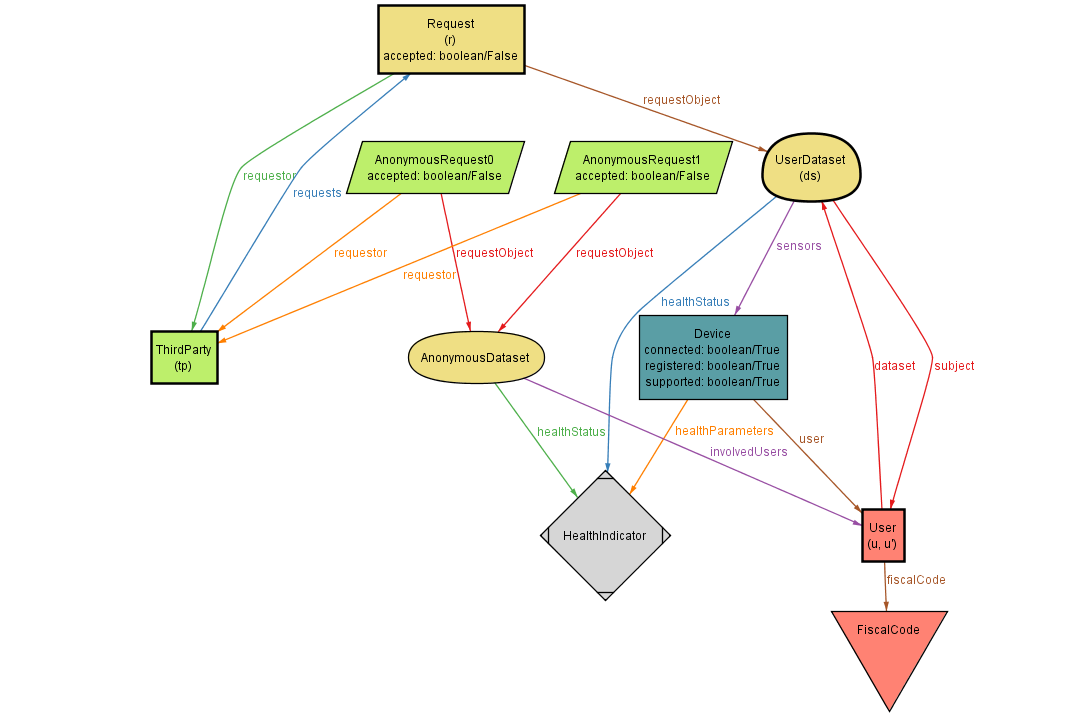 Request
(r)
accepted: boolean/False
requestObject
AnonymousRequest0
accepted: boolean/False
AnonymousRequest1
accepted: boolean/False
UserDataset
(ds)
requestor
requests
requestor
requestObject
requestObject
sensors
requestor
healthStatus
ThirdParty
(tp)
AnonymousDataset
Device
connected: boolean/True
registered: boolean/True
supported: boolean/True
dataset
subject
healthStatus
healthParameters
user
involvedUsers
HealthIndicator
User
(u, u')
fiscalCode
FiscalCode